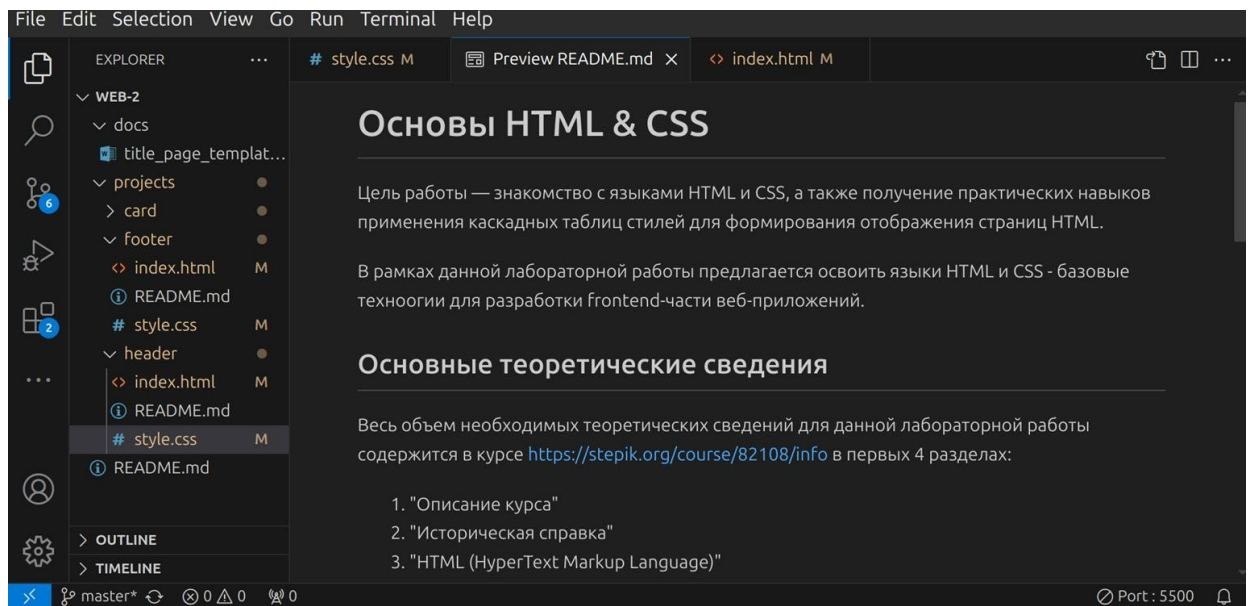 File Edit Selection View Go Run Terminal Help
EXPLORER
# style.css M
Preview README.md
<> index.html M
WEB-2
docs
title_page_templat...
projects
card
footer
<> index.html M
README.md
# style.css M
header
<> index.html M
README.md
# style.css M
README.md
OUTLINE
TIMELINE
6
2
Основы HTML & CSS
Цель работы — знакомство с языками HTML и CSS, а также получение практических навыков
применения каскадных таблиц стилей для формирования отображения страниц HTML.
В рамках данной лабораторной работы предлагается освоить языки HTML и CSS - базовые
техноогии для разработки frontend-части веб-приложений.
Основные теоретические сведения
Весь объем необходимых теоретических сведений для данной лабораторной работы
содержится в курсе https://stepik.org/course/82108/info в первых 4 разделах:
1. "Описание курса"
2. "Историческая справка"
3. "HTML (HyperText Markup Language)"
master* 0 0 0
Port : 5500